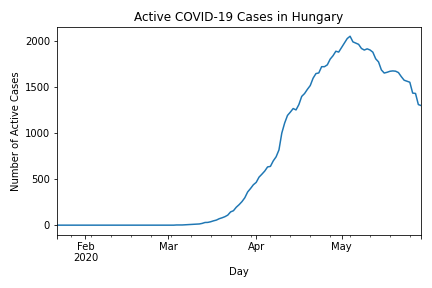 Active COVID-19 Cases in Hungary
Number of Active Cases
2000
1500
1000
500
0
Feb
2020
Mar
Apr
May
Day